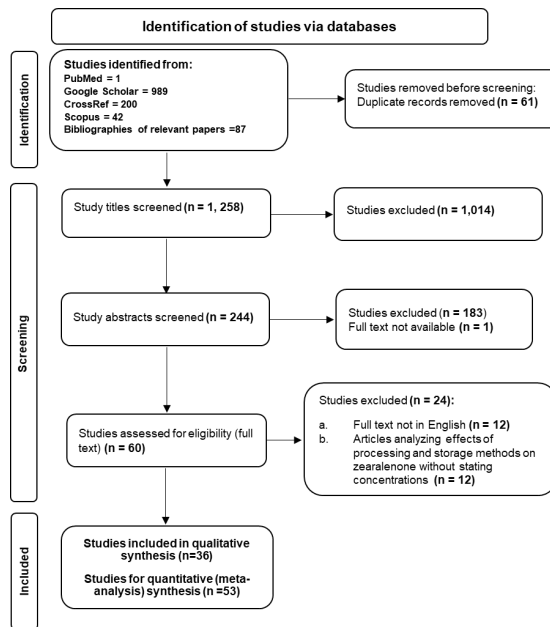 Identification of studies via databases
Identification
Studies identified from:
PubMed = 1
Google Scholar = 989
CrossRef = 200
Scopus = 42
Bibliographies of relevant papers =87
Studies removed before screening:
Duplicate records removed (n = 61)
Screening
Study titles screened (n = 1, 258)
Studies excluded (n = 1,014)
Study abstracts screened (n = 244)
Studies excluded (n = 183)
Full text not available (n = 1)
Studies assessed for eligibility (full
text) (n = 60)
Studies excluded (n = 24):
a. Full text not in English (n = 12)
b. Articles analyzing effects of
processing and storage methods on
zearalenone without stating
concentrations (n = 12)
Included
Studies included in qualitative
synthesis (n=36)
Studies for quantitative (meta-
analysis) synthesis (n =53)